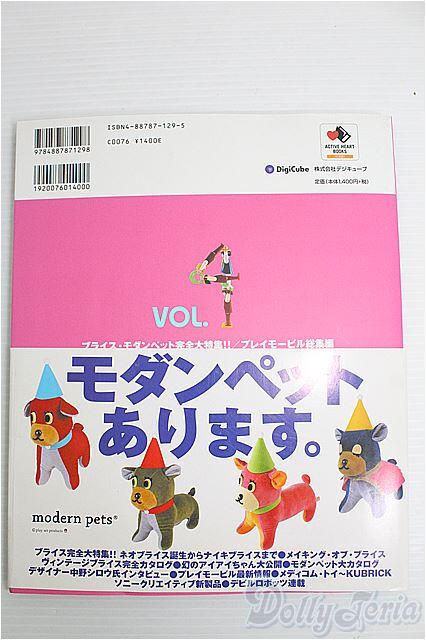 ISBN4-88787-129-5
C0076 ¥1400E
9784887871298
1920076014000
ACTIVE HEART
BOOKS
DigiCube 株式会社デジキューブ
定価(本体1,400円+税)
VOL.4
ブライス・モダンペット完全大特集!!/プレイモービル総集編
モダンペット
あります。
modern pets®
© play set products
ブライス完全大特集!! ネオブライス誕生からナイキブライスまで●メイキング・オブ・ブライス
ヴィンテージブライス完全カタログ●幻のアイアイちゃん大公開●モダンペット大カタログ
デザイナー中野シロウ氏インタビュー●プレイモービル最新情報●メディコム・トイ〜KUBRICK
ソニークリエイティブ新製品●デビルロボッツ連載
DollyTeria